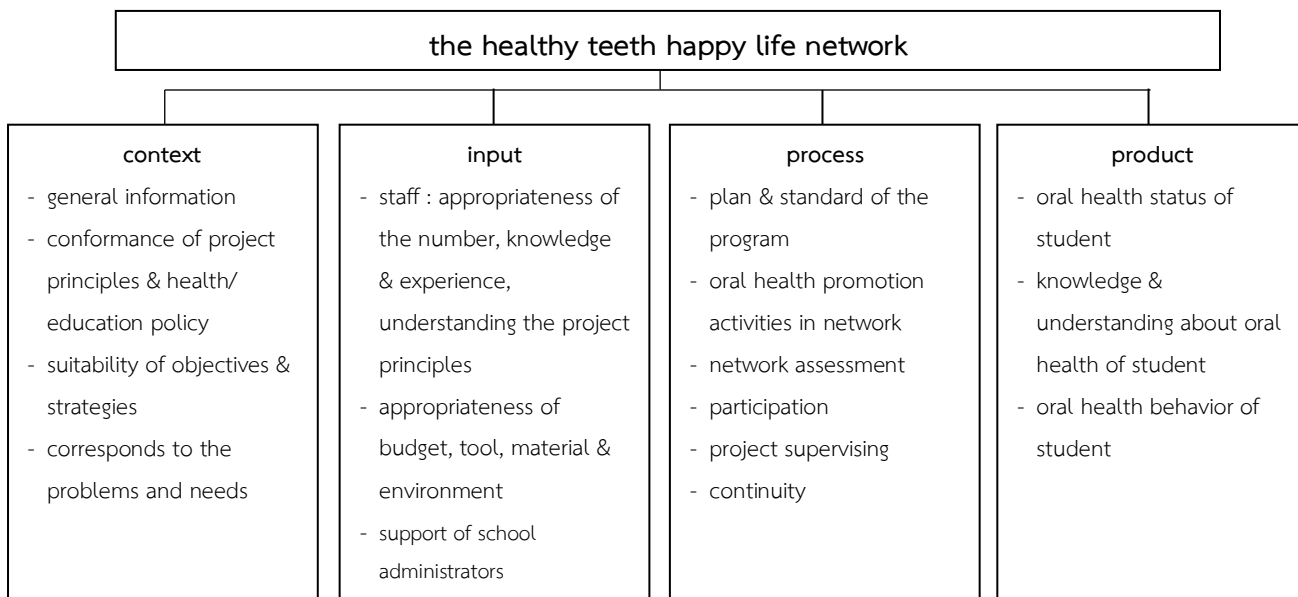 the healthy teeth happy life network
context
- general information
- conformance of project
principles & health/
education policy
- suitability of objectives &
strategies
- corresponds to the
problems and needs
input
- staff : appropriateness of
the number, knowledge
& experience,
understanding the project
principles
- appropriateness of
budget, tool, material &
environment
- support of school
administrators
process
- plan & standard of the
program
- oral health promotion
activities in network
- network assessment
- participation
- project supervising
- continuity
product
- oral health status of
student
- knowledge &
understanding about oral
health of student
- oral health behavior of
student